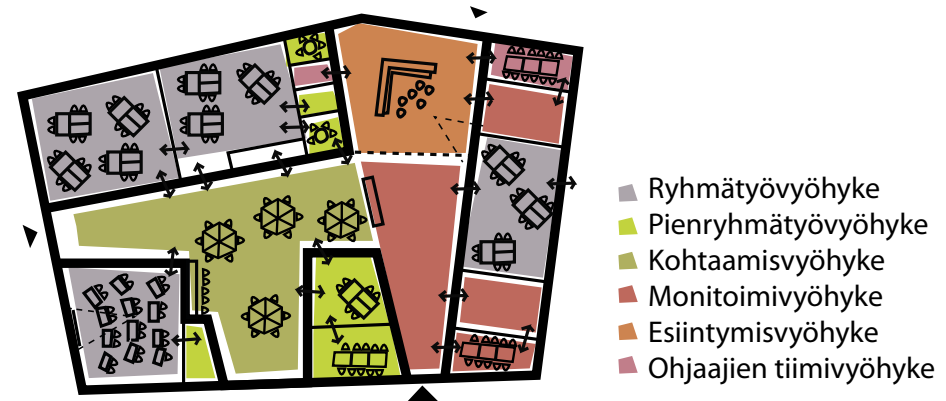 Ryhmätyövyöhyke
Pienryhmätyövyöhyke
Kohtaamisvyöhyke
Monitoimivyöhyke
Esiintymisvyöhyke
Ohjaajien tiimivyöhyke